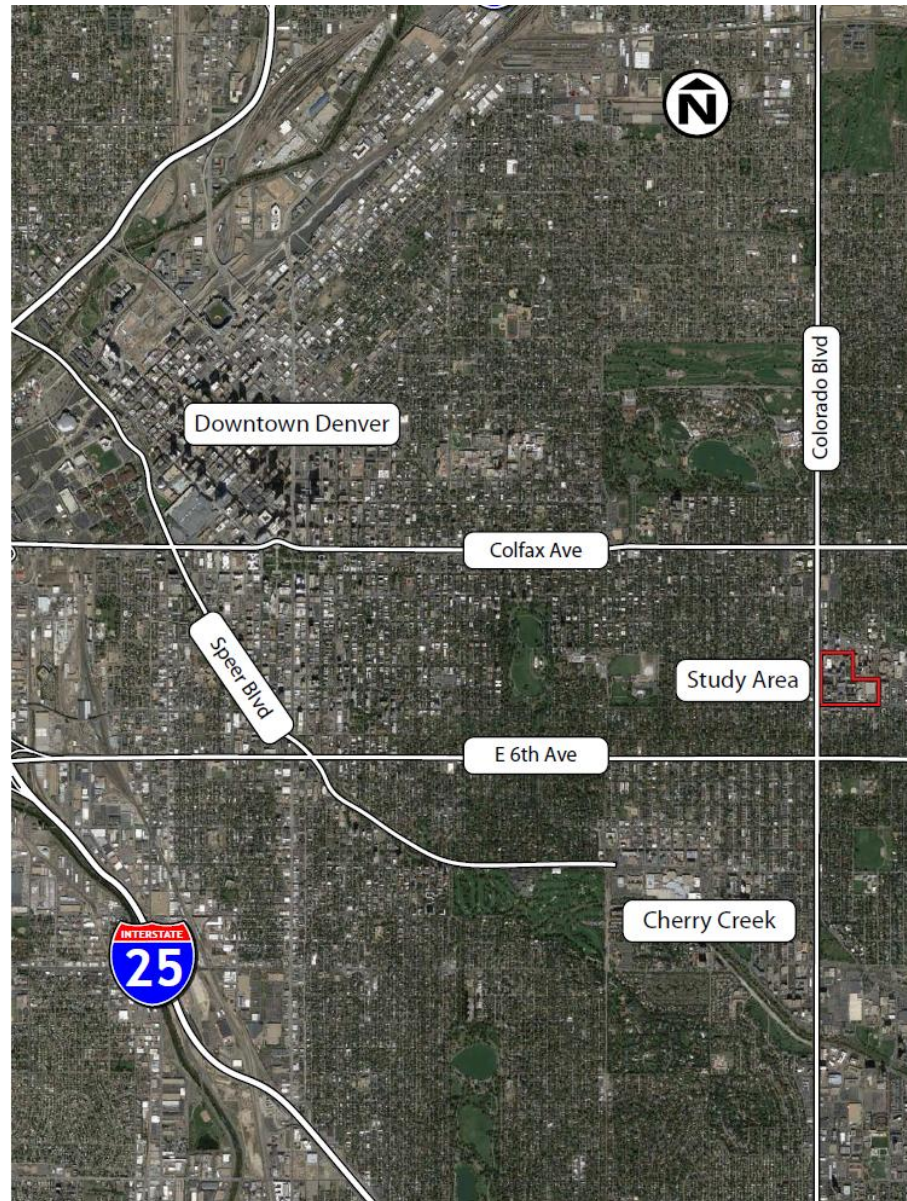 N
Downtown Denver
Colorado Blvd
Colfax Ave
Speer Blvd
Study Area
E 6th Ave
Cherry Creek
INTERSTATE
25